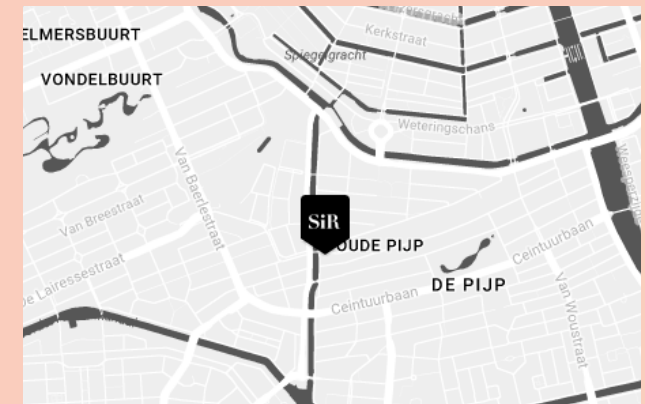 ELMERSBUURT
Kerkstraat
Spiegelgracht
VONDELBUURT
Weteringschans
Van Baerlestraat
Van Breestraat
SiR
OUDE PIJP
Ceintuurbaan
De Lairessestraat
DE PIJP
Ceintuurbaan
Van Woustraat